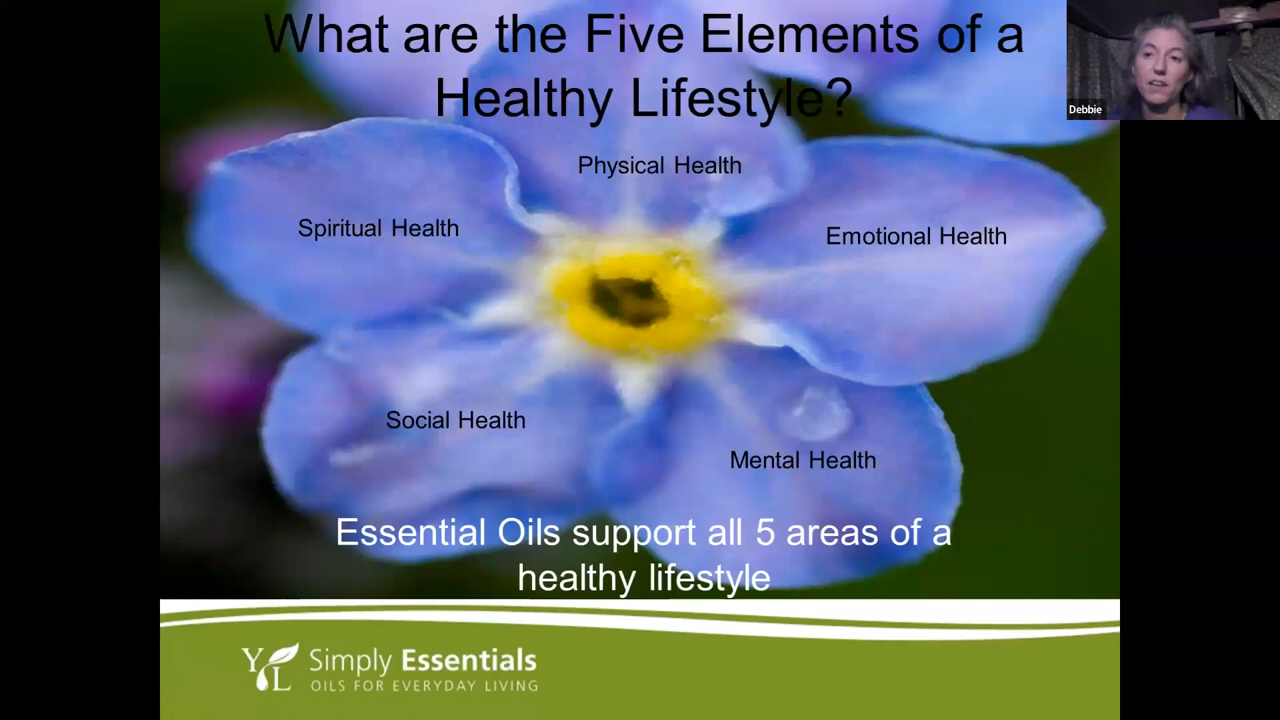 What are the Five Elements of a
Healthy Lifestyle?
Debbie
Physical Health
Spiritual Health
Emotional Health
Social Health
Mental Health
Essential Oils support all 5 areas of a
healthy lifestyle
YL Simply Essentials
OILS FOR EVERYDAY LIVING